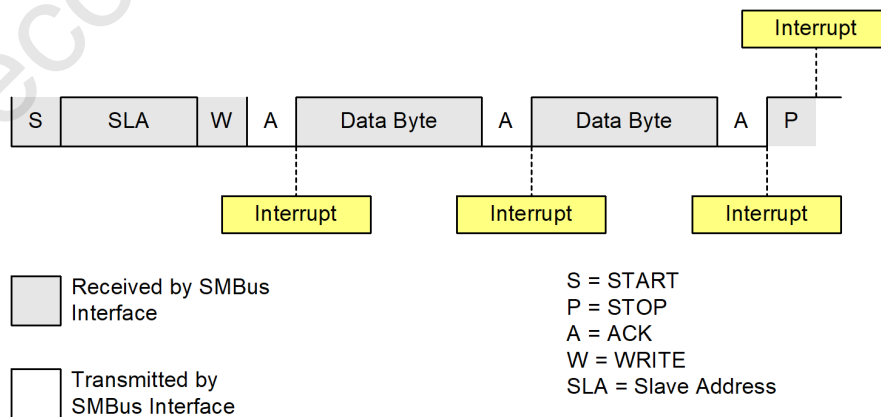 Interrupt
S SLA W A Data Byte A Data Byte A P
Interrupt Interrupt Interrupt
Received by SMBus
Interface
S = START
P = STOP
A = ACK
W = WRITE
SLA = Slave Address
Transmitted by
SMBus Interface
eco